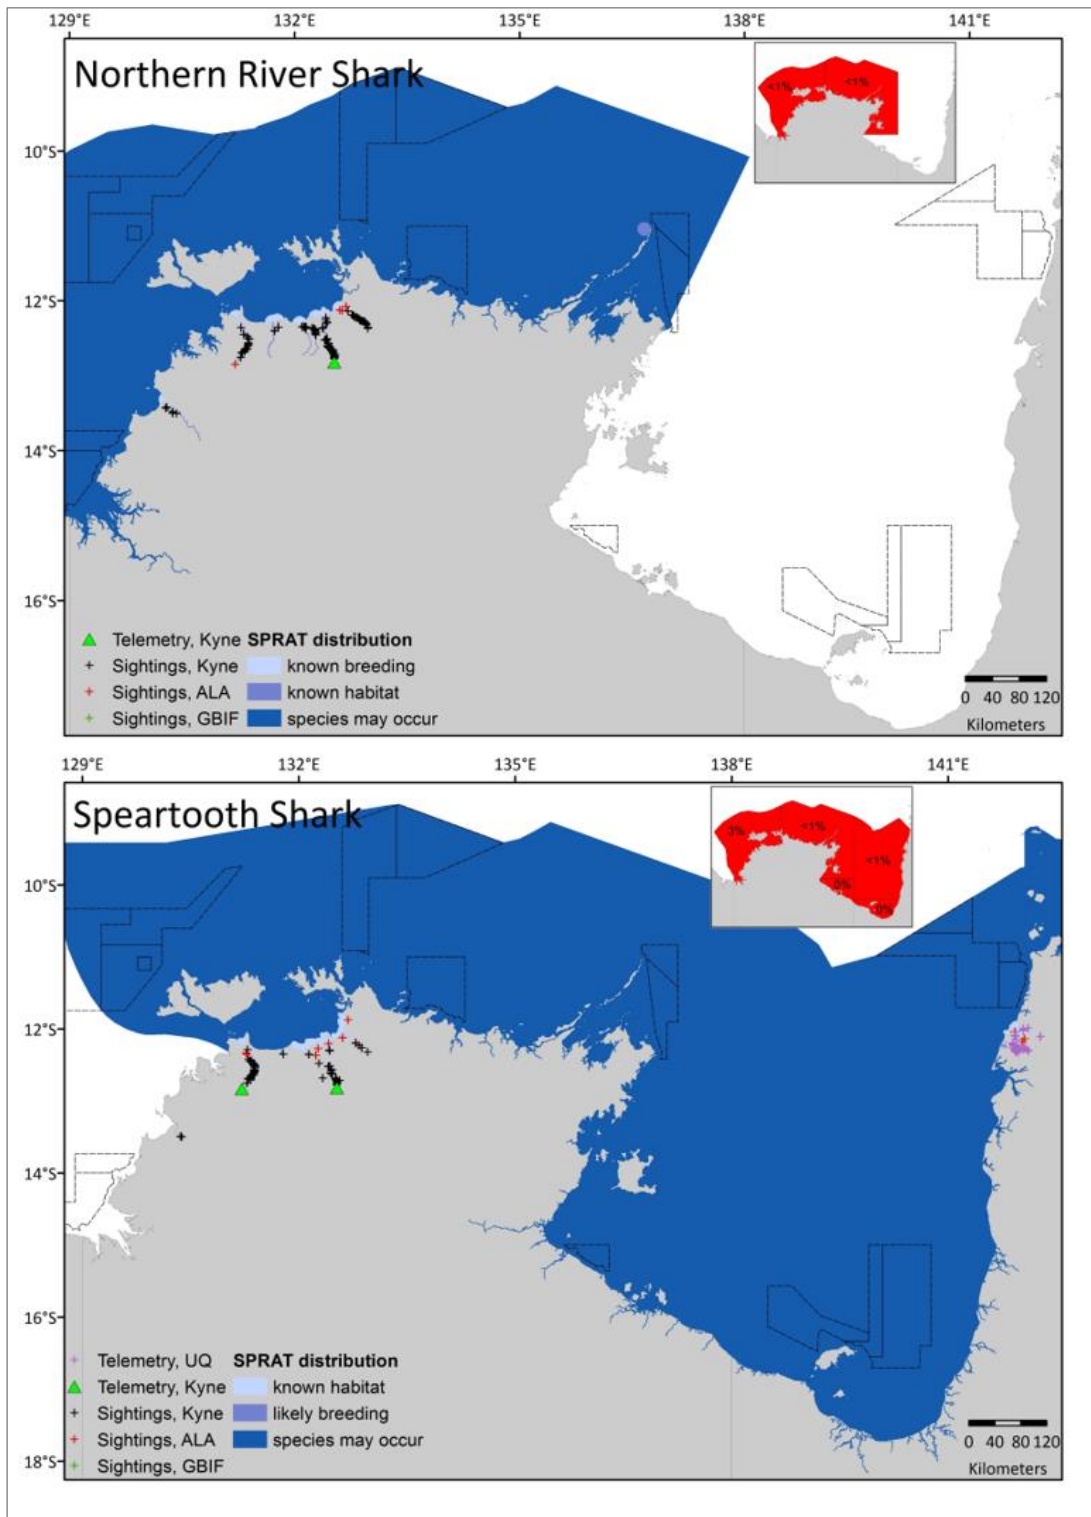 129°E 132°E 135°E 138°E 141°E
Northern River Shark
<1% <1%
10°S
12°S
14°S
16°S
Telemetry, Kyne SPRAT distribution
Sightings, Kyne known breeding
Sightings, ALA known habitat
Sightings, GBIF species may occur
0 40 80 120
Kilometers
129°E 132°E 135°E 138°E 141°E
Speartooth Shark
3% <1%
<1%
0%
0%
10°S
12°S
14°S
16°S
18°S
Telemetry, UQ SPRAT distribution
Telemetry, Kyne known habitat
Sightings, Kyne likely breeding
Sightings, ALA species may occur
Sightings, GBIF
0 40 80 120
Kilometers